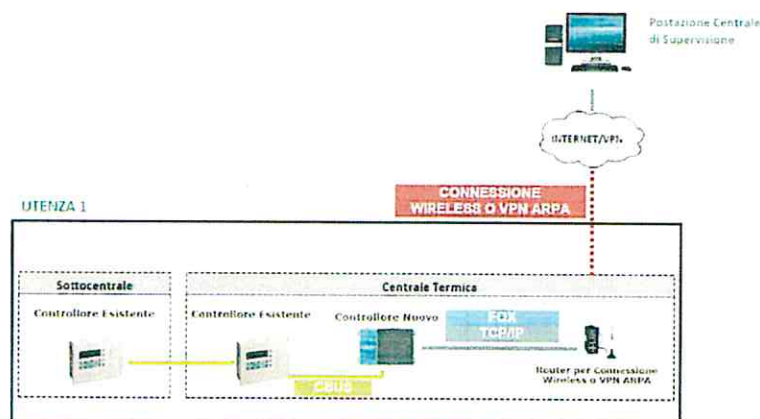 Postazione Centrale
di Supervisione
INTERNET/VPN
CONNESSIONE
WIRELESS O VPN ARPA
UTENZA 1
Sottocentrale
Centrale Termica
Controllore Esistente
Controllore Esistente
Controllore Nuovo
FOX
TCP/IP
CBUS
Router per Connessione
Wireless o VPN ARPA